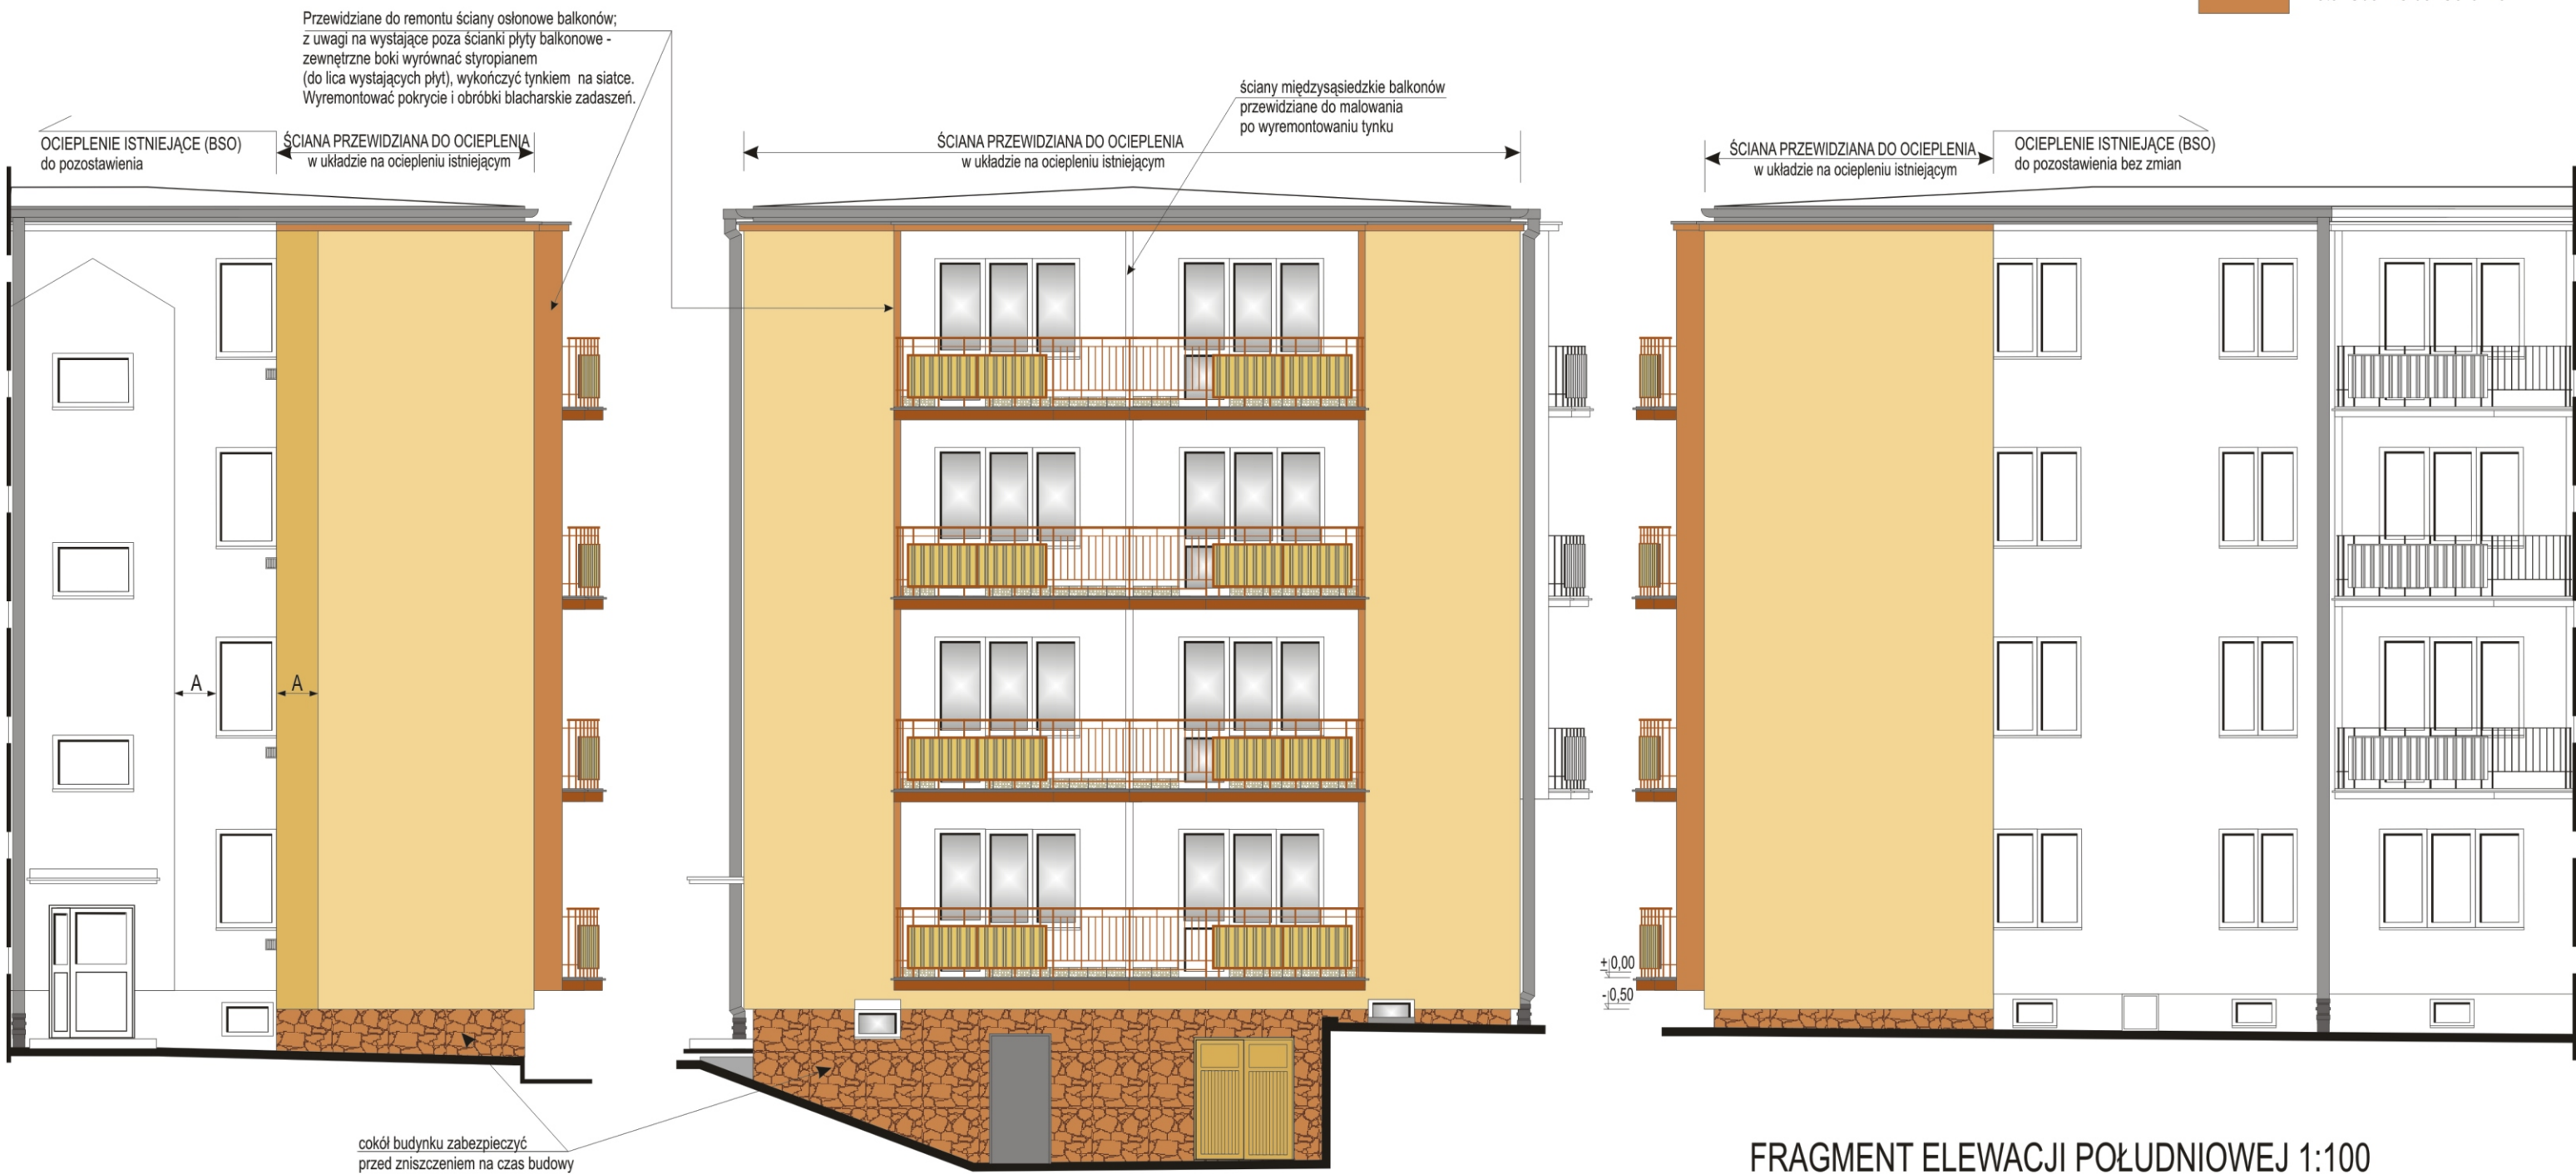 Przewidziane do remontu ściany osłonowe balkonów;
z uwagi na wystające poza ścianki płyty balkonowe -
zewnętrzne boki wyrównać styropianem
(do lica wystających płyt), wykończyć tynkiem na siatce.
Wyremontować pokrycie i obróbki blacharskie zadaszeń.
ściany międzysąsiedzkie balkonów
przewidziane do malowania
po wyremontowaniu tynku
OCIEPLENIE ISTNIEJĄCE (BSO)
do pozostawienia
ŚCIANA PRZEWIDZIANA DO OCIEPLENIA
w układzie na ociepleniu istniejącym
ŚCIANA PRZEWIDZIANA DO OCIEPLENIA
w układzie na ociepleniu istniejącym
ŚCIANA PRZEWIDZIANA DO OCIEPLENIA
w układzie na ociepleniu istniejącym
OCIEPLENIE ISTNIEJĄCE (BSO)
do pozostawienia bez zmian
A
A
+0,00
-0,50
cokół budynku zabezpieczyć
przed zniszczeniem na czas budowy
FRAGMENT ELEWACJI POŁUDNIOWEJ 1:100